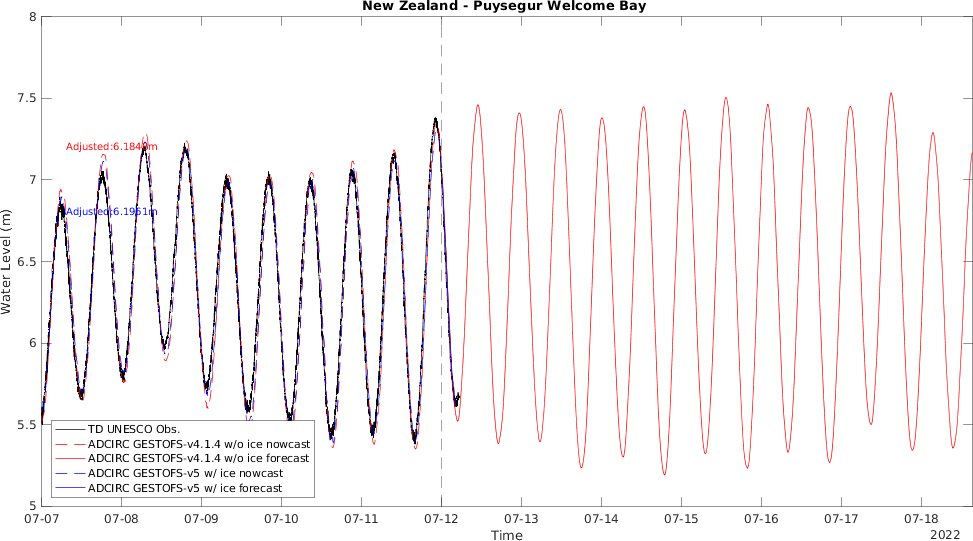 New Zealand - Puysegur Welcome Bay
8
7.5
7
6.5
6
5.5
5
Water Level (m)
Adjusted:6.1961m
TD UNESCO Obs.
ADCIRC GESTOFS-v4.1.4 w/o ice nowcast
ADCIRC GESTOFS-v4.1.4 w/o ice forecast
ADCIRC GESTOFS-v5 w/ ice nowcast
ADCIRC GESTOFS-v5 w/ ice forecast
07-07 07-08 07-09 07-10 07-11 07-12 07-13 07-14 07-15 07-16 07-17 07-18
Time
2022